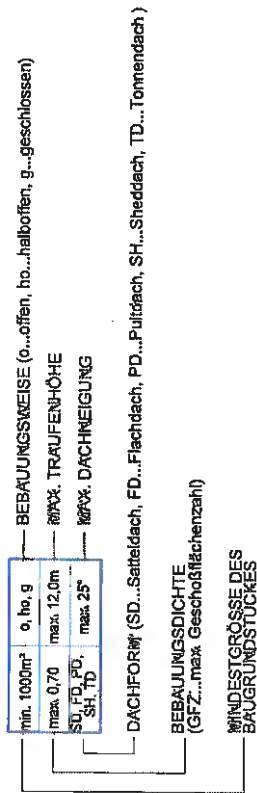 min. 1000m² o, ho, g BEBAUUNGSWEISE (o...offen, ho...halboffen, g...geschlossen)
max. 0,70 max. 12,0m MAX. TRAUFENHÖHE
SD, FD, PD, SH, TD max. 25° MAX. DACHNEIGUNG
DACHFORM (SD...Satteldach, FD...Flachdach, PD...Pultdach, SH...Sheddach, TD...Tonnendach)
BEBAUUNGSDICHTE
(GFZ...max. Geschoßflächenzahl)
MINDESTGRÖSSE DES
BAUGRUNDSTÜCKES